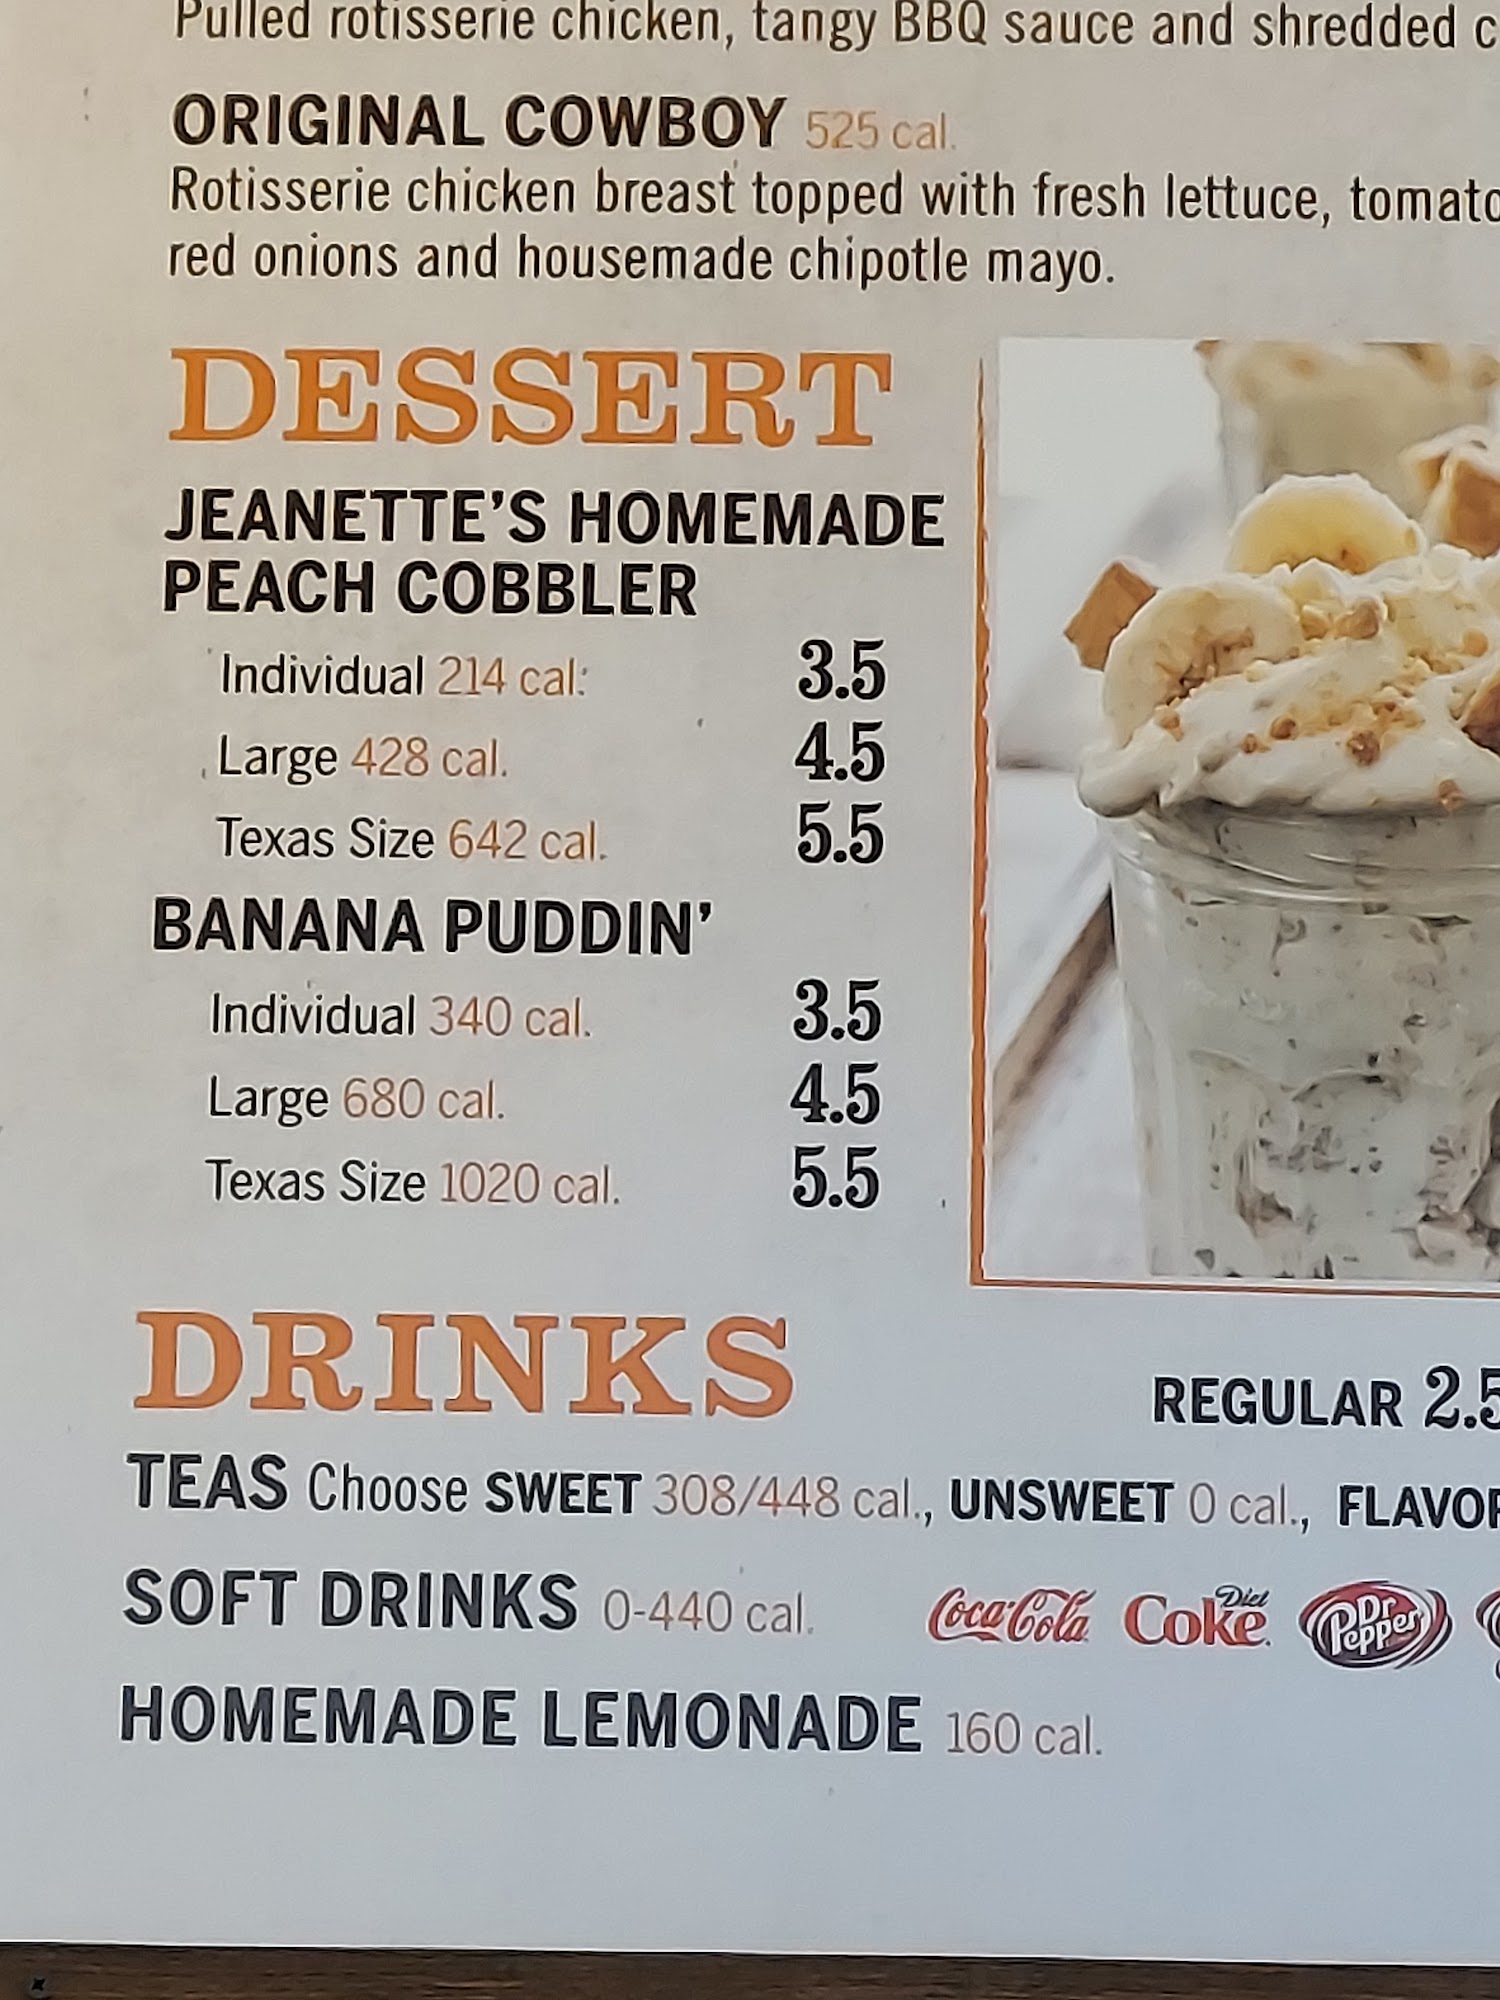 Pulled rotisserie chicken, tangy BBQ sauce and shredded
ORIGINAL COWBOY 525 cal.
Rotisserie chicken breast topped with fresh lettuce, tomato
red onions and housemade chipotle mayo.
DESSERT
JEANETTE'S HOMEMADE
PEACH COBBLER
Individual 214 cal. 3.5
Large 428 cal. 4.5
Texas Size 642 cal. 5.5
BANANA PUDDIN'
Individual 340 cal. 3.5
Large 680 cal. 4.5
Texas Size 1020 cal. 5.5
DRINKS
REGULAR 2.5
TEAS Choose SWEET 308/448 cal., UNSWEET 0 cal., FLAVOR
SOFT DRINKS 0-440 cal. Coca-Cola Diet Coke Dr Pepper
HOMEMADE LEMONADE 160 cal.